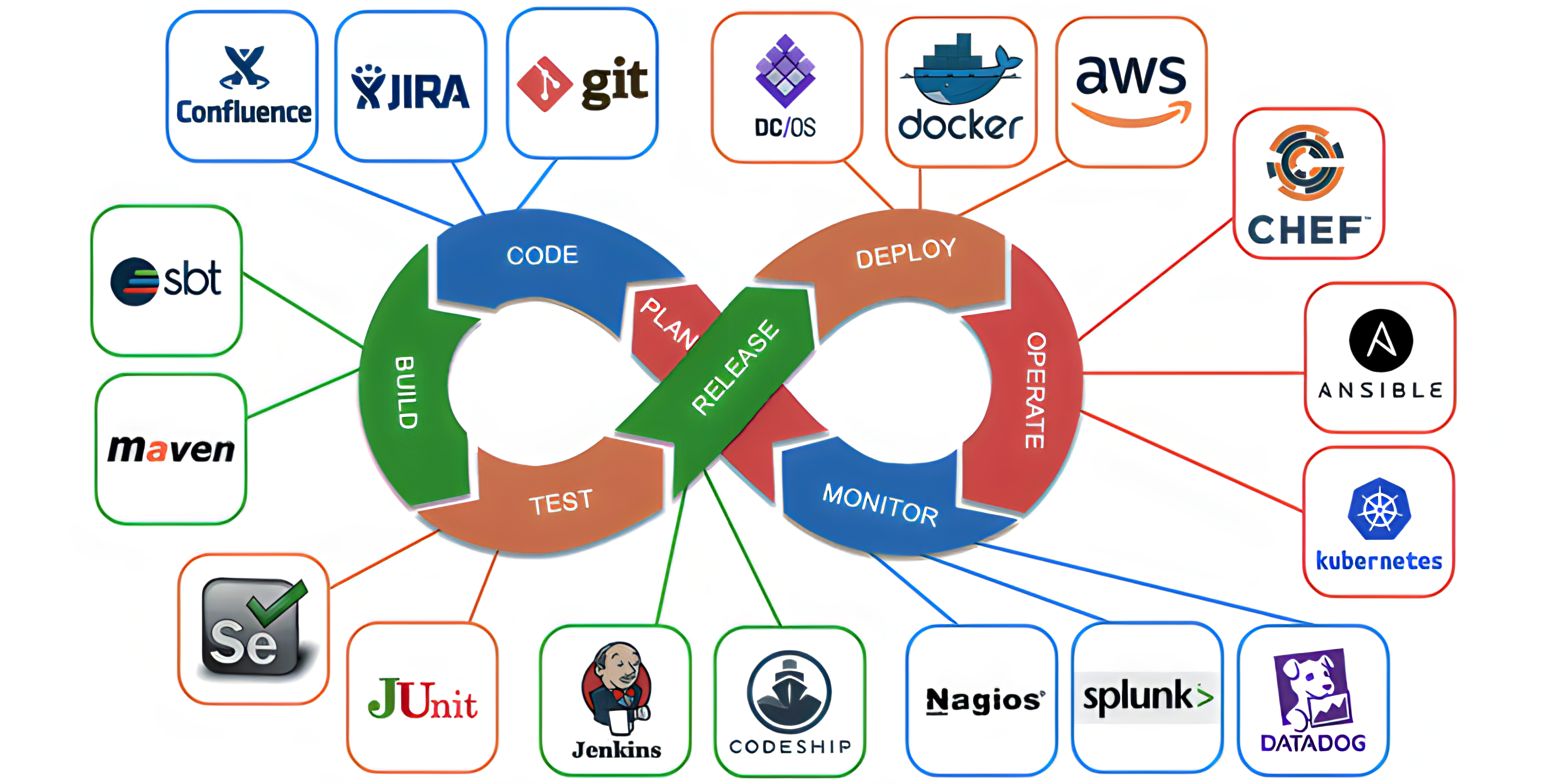 Confluence
JIRA
git
DC/OS
docker
aws
CHEF™
sbt
maven
CODE
PLAN
BUILD
TEST
RELEASE
DEPLOY
OPERATE
MONITOR
ANSIBLE
kubernetes
Se
JUnit
Jenkins
CODESHIP
Nagios®
splunk>
DATADOG